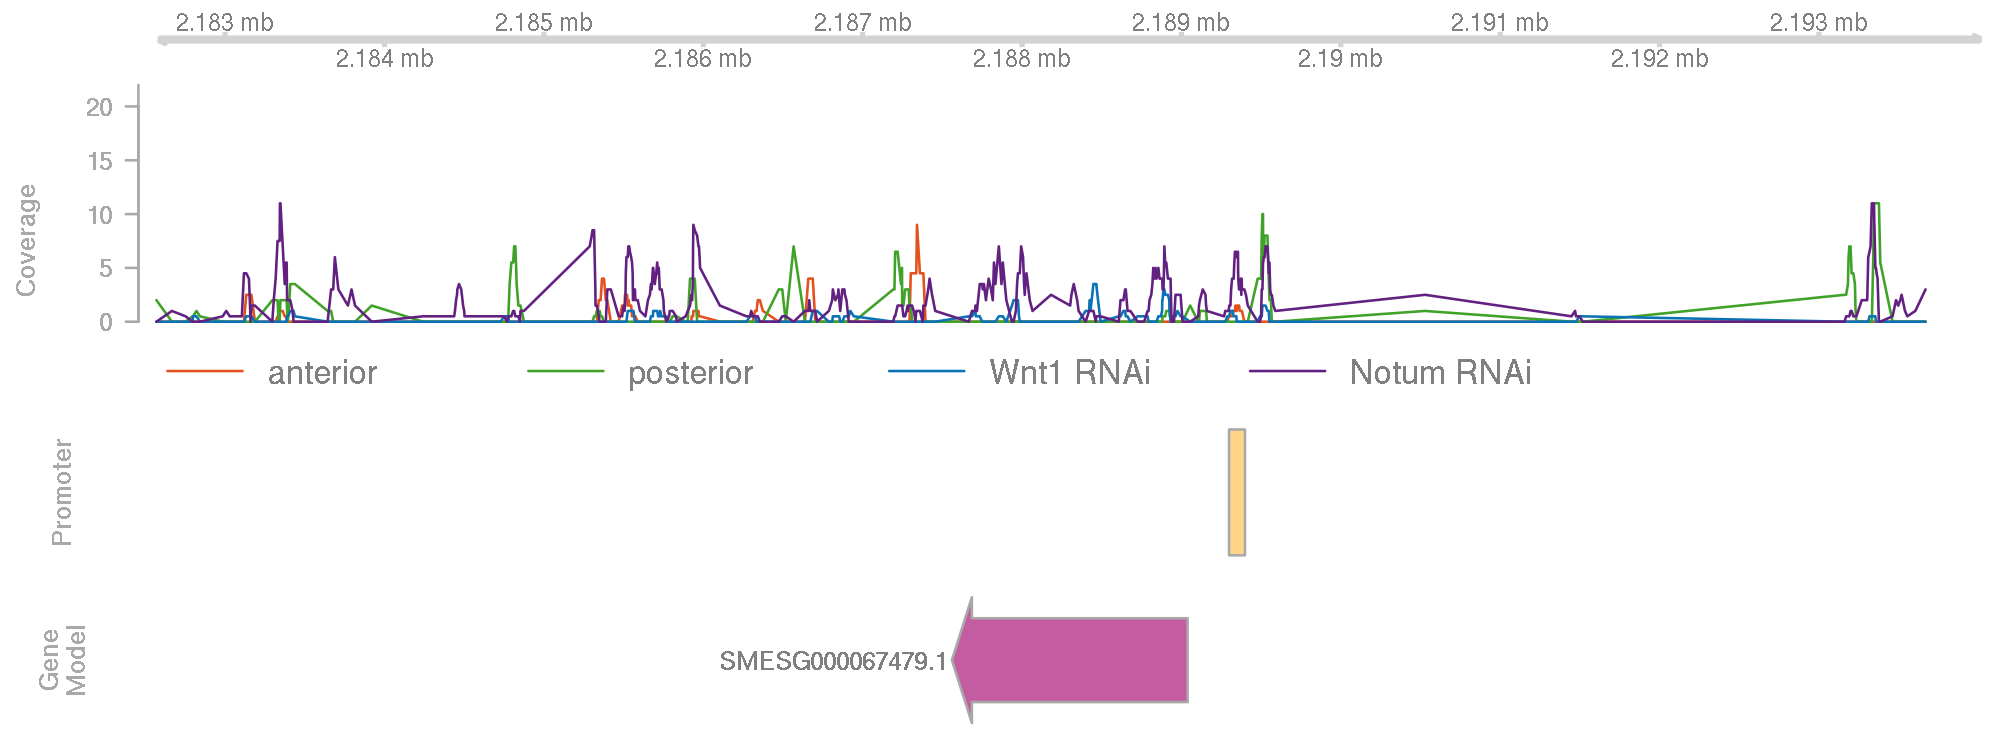 2.183 mb 2.185 mb 2.187 mb 2.189 mb 2.191 mb 2.193 mb
2.184 mb 2.186 mb 2.188 mb 2.19 mb 2.192 mb
Coverage
20
15
10
5
0
anterior posterior Wnt1 RNAi Notum RNAi
Promoter
Gene
Model
SMESG000067479.1